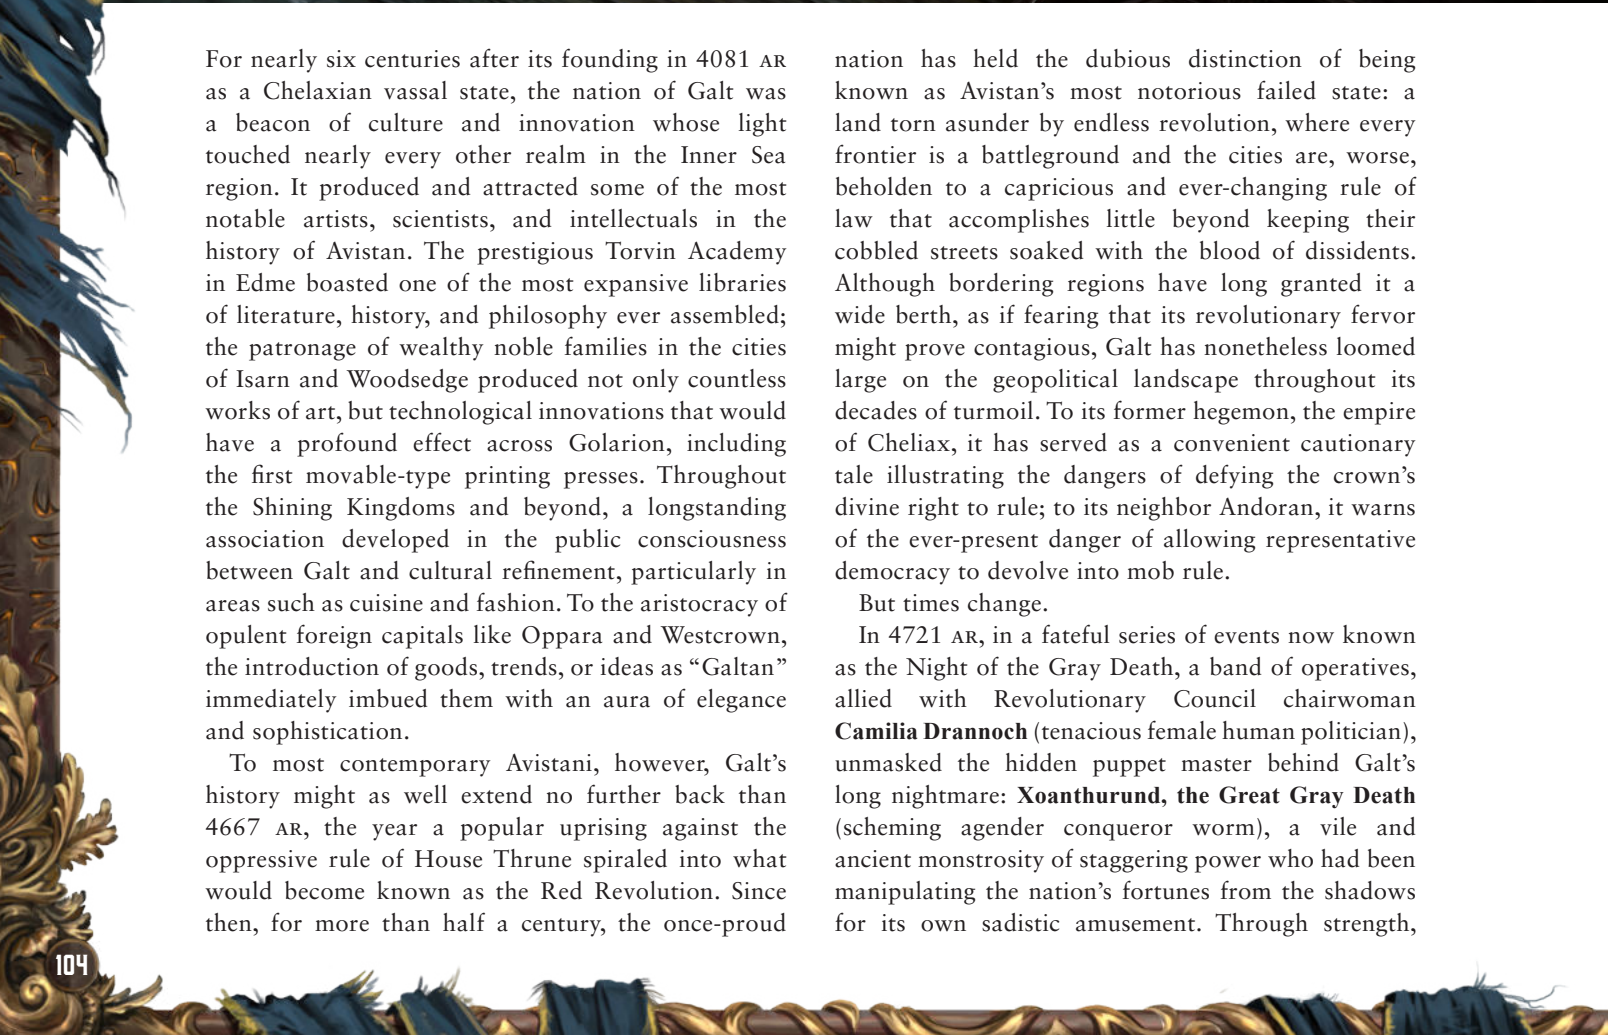 For nearly six centuries after its founding in 4081 AR
as a Chelaxian vassal state, the nation of Galt was
a beacon of culture and innovation whose light
touched nearly every other realm in the Inner Sea
region. It produced and attracted some of the most
notable artists, scientists, and intellectuals in the
history of Avistan. The prestigious Torvin Academy
in Edme boasted one of the most expansive libraries
of literature, history, and philosophy ever assembled;
the patronage of wealthy noble families in the cities
of Isarn and Woodsedge produced not only countless
works of art, but technological innovations that would
have a profound effect across Golarion, including
the first movable-type printing presses. Throughout
the Shining Kingdoms and beyond, a longstanding
association developed in the public consciousness
between Galt and cultural refinement, particularly in
areas such as cuisine and fashion. To the aristocracy of
opulent foreign capitals like Oppara and Westcrown,
the introduction of goods, trends, or ideas as “Galtan”
immediately imbued them with an aura of elegance
and sophistication.
To most contemporary Avistani, however, Galt’s
history might as well extend no further back than
4667 AR, the year a popular uprising against the
oppressive rule of House Thrune spiraled into what
would become known as the Red Revolution. Since
then, for more than half a century, the once-proud
nation has held the dubious distinction of being
known as Avistan’s most notorious failed state: a
land torn asunder by endless revolution, where every
frontier is a battleground and the cities are, worse,
beholden to a capricious and ever-changing rule of
law that accomplishes little beyond keeping their
cobbled streets soaked with the blood of dissidents.
Although bordering regions have long granted it a
wide berth, as if fearing that its revolutionary fervor
might prove contagious, Galt has nonetheless loomed
large on the geopolitical landscape throughout its
decades of turmoil. To its former hegemon, the empire
of Cheliax, it has served as a convenient cautionary
tale illustrating the dangers of defying the crown’s
divine right to rule; to its neighbor Andoran, it warns
of the ever-present danger of allowing representative
democracy to devolve into mob rule.
But times change.
In 4721 AR, in a fateful series of events now known
as the Night of the Gray Death, a band of operatives,
allied with Revolutionary Council chairwoman
Camilia Drannoch (tenacious female human politician),
unmasked the hidden puppet master behind Galt’s
long nightmare: Xoanthurund, the Great Gray Death
(scheming agender conqueror worm), a vile and
ancient monstrosity of staggering power who had been
manipulating the nation’s fortunes from the shadows
for its own sadistic amusement. Through strength,
104